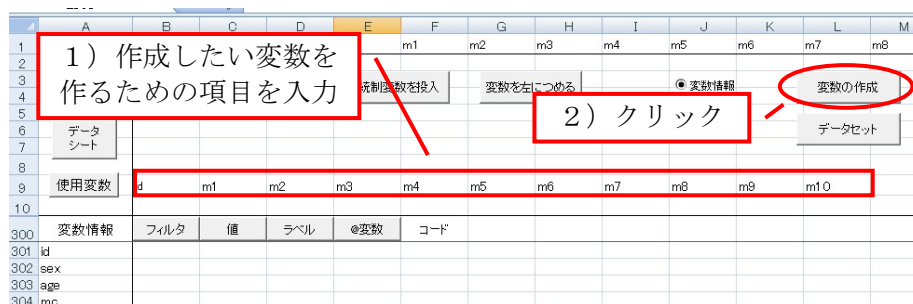 A B C D E F G H I J K L M
1 m1 m2 m3 m4 m5 m6 m7 m8
1）作成したい変数を
作るための項目を入力
2
3 統制変数を投入 変数を左につめる 変数情報 変数の作成
4
2）クリック
5
6 データ
シート データセット
7
8
9 使用変数 id m1 m2 m3 m4 m5 m6 m7 m8 m9 m10
10
300 変数情報 フィルタ 値 ラベル @変数 コード
301 id
302 sex
303 age
304 mc